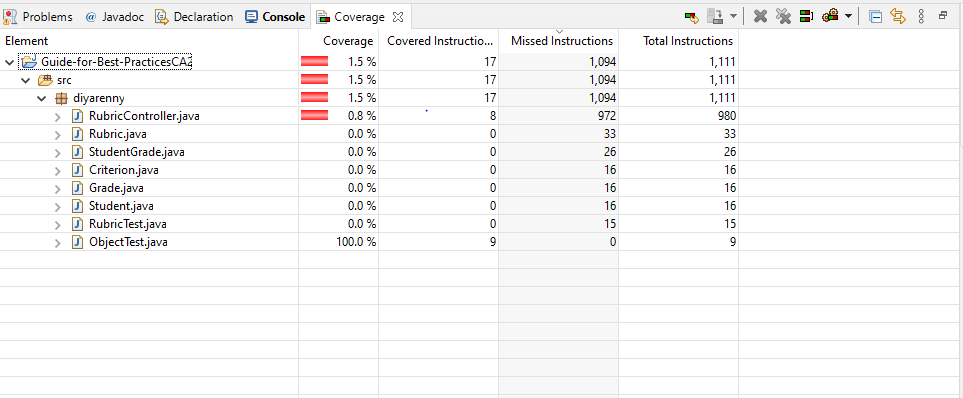 Problems @ Javadoc Declaration Console Coverage
Element Coverage Covered Instructio... Missed Instructions Total Instructions
Guide-for-Best-PracticesCA2 1.5 % 17 1,094 1,111
src 1.5 % 17 1,094 1,111
diyarenny 1.5 % 17 1,094 1,111
RubricController.java 0.8 % 8 972 980
Rubric.java 0.0 % 0 33 33
StudentGrade.java 0.0 % 0 26 26
Criterion.java 0.0 % 0 16 16
Grade.java 0.0 % 0 16 16
Student.java 0.0 % 0 16 16
RubricTest.java 0.0 % 0 15 15
ObjectTest.java 100.0 % 9 0 9